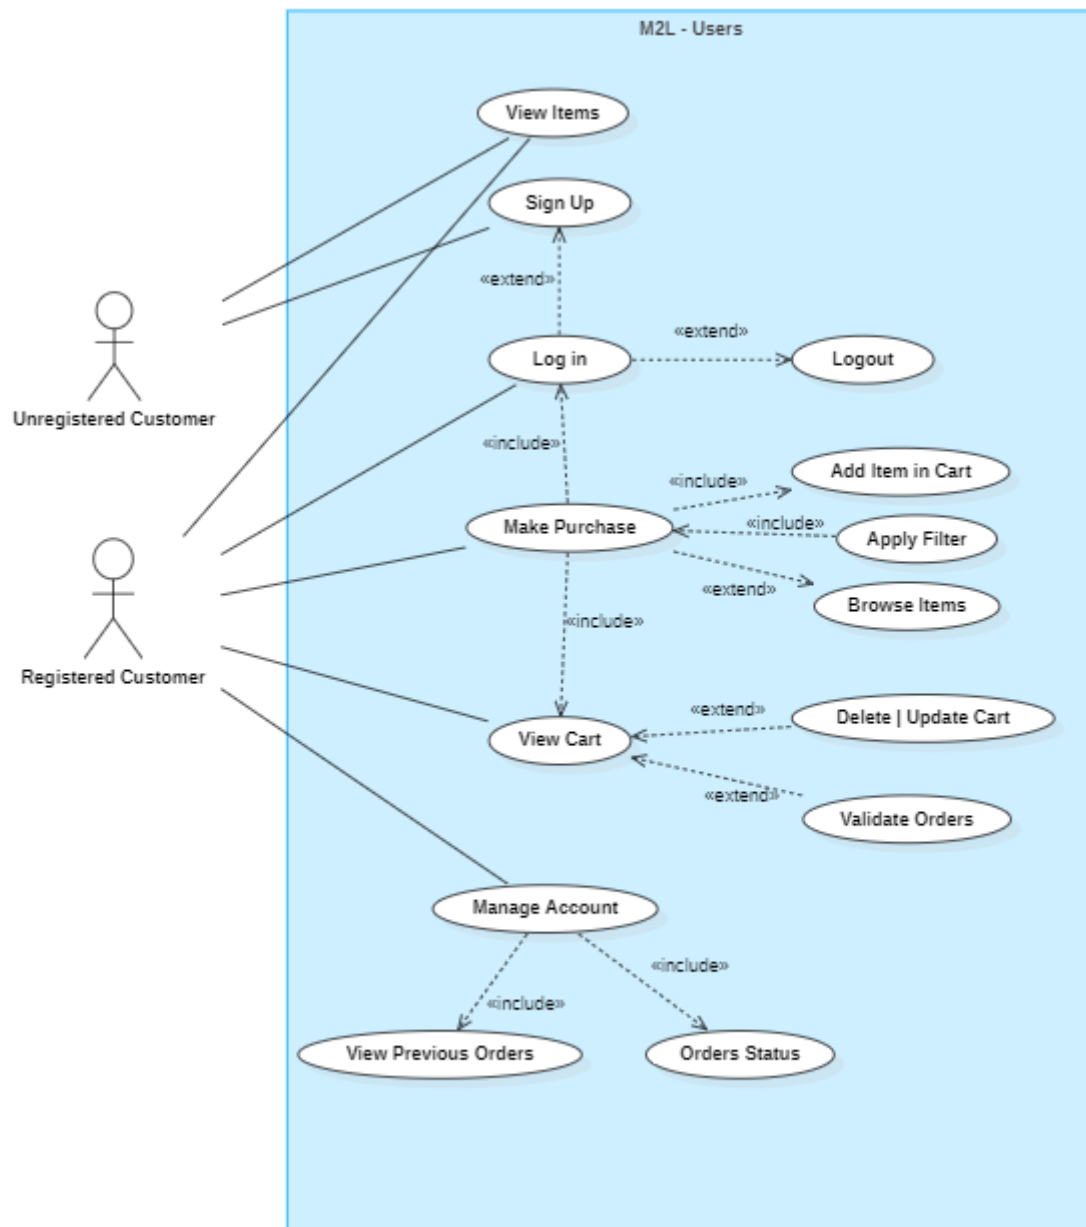 M2L - Users
View Items
Sign Up
«extend»
Unregistered Customer
Log in
«extend»
Logout
«include»
Add Item in Cart
«include»
Make Purchase
«include»
Apply Filter
«extend»
Browse Items
«include»
Registered Customer
View Cart
«extend»
Delete | Update Cart
«extend»
Validate Orders
Manage Account
«include»
«include»
View Previous Orders
Orders Status